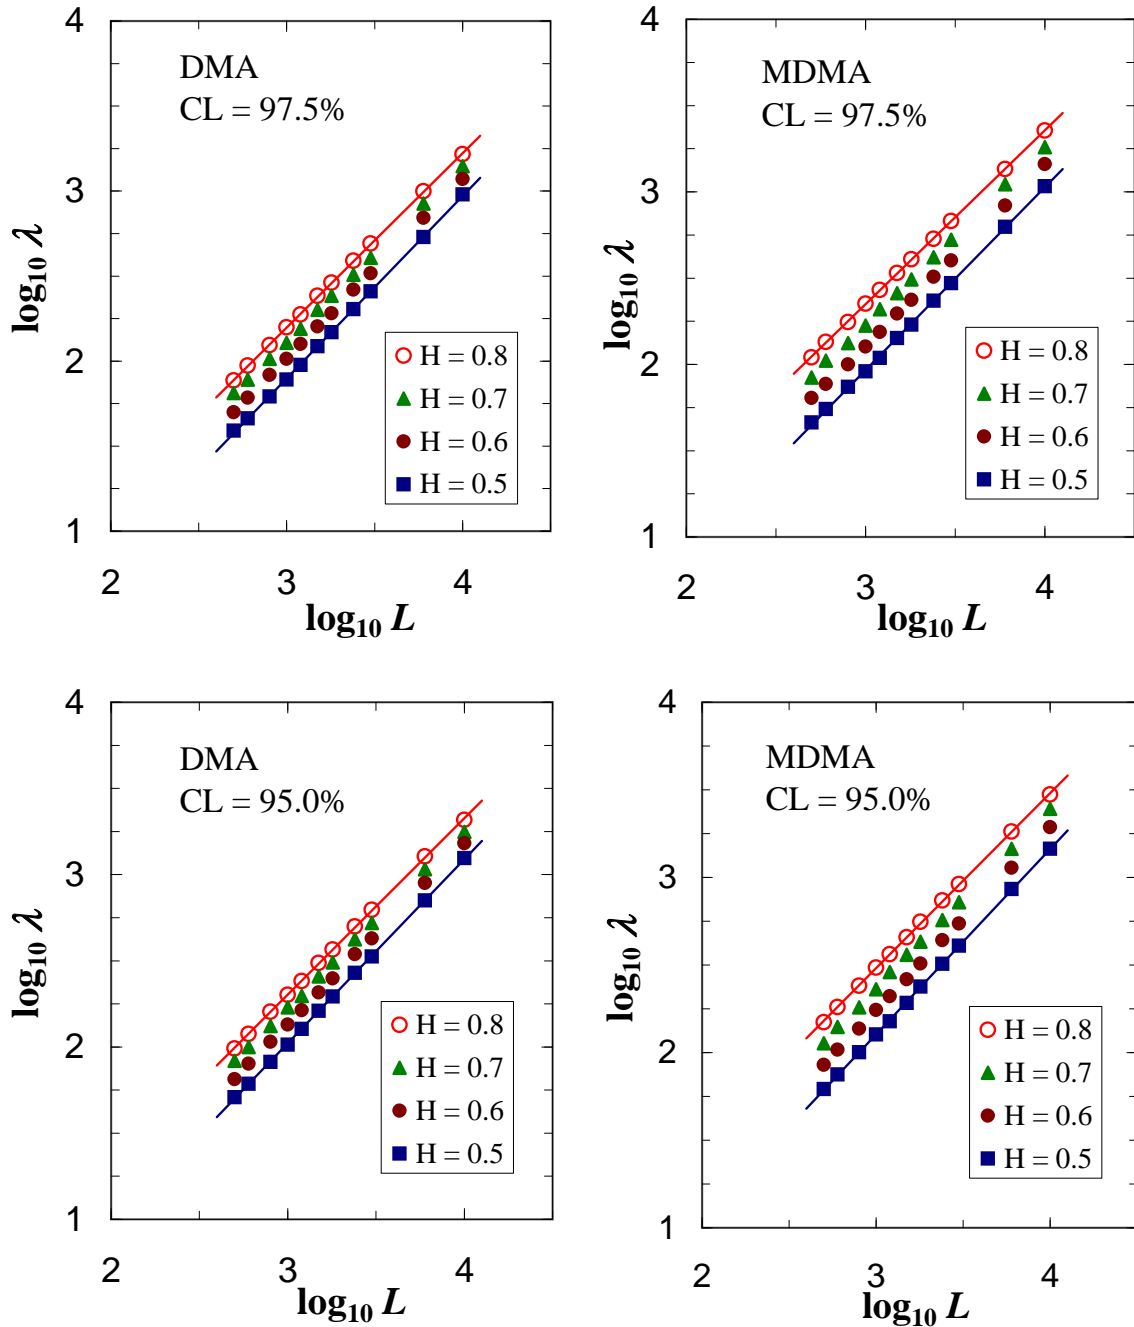 4
3
2
1
log₁₀ λ
DMA
CL = 97.5%
H = 0.8
H = 0.7
H = 0.6
H = 0.5
2
3
4
log₁₀ L
4
3
2
1
log₁₀ λ
MDMA
CL = 97.5%
H = 0.8
H = 0.7
H = 0.6
H = 0.5
2
3
4
log₁₀ L
4
3
2
1
log₁₀ λ
DMA
CL = 95.0%
H = 0.8
H = 0.7
H = 0.6
H = 0.5
2
3
4
log₁₀ L
4
3
2
1
log₁₀ λ
MDMA
CL = 95.0%
H = 0.8
H = 0.7
H = 0.6
H = 0.5
2
3
4
log₁₀ L